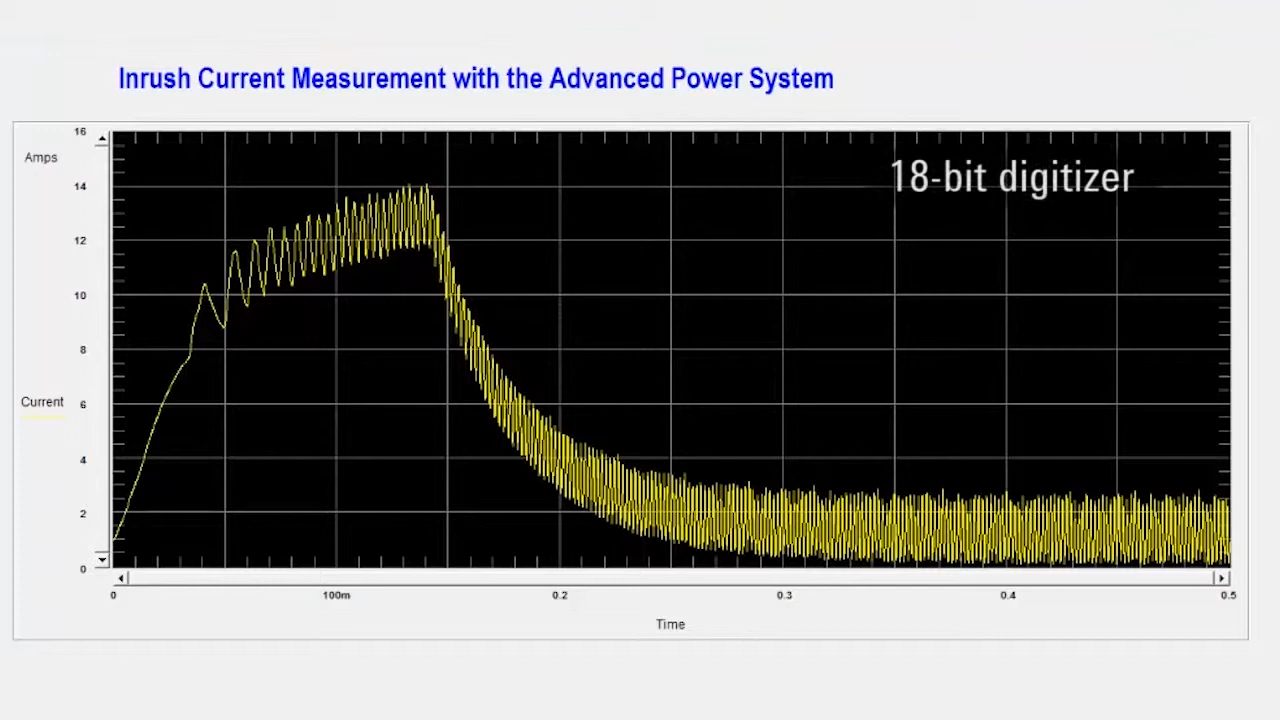 Inrush Current Measurement with the Advanced Power System
18-bit digitizer
Amps
16
14
12
10
8
Current
6
4
2
0
0 100m 0.2 0.3 0.4 0.5
Time